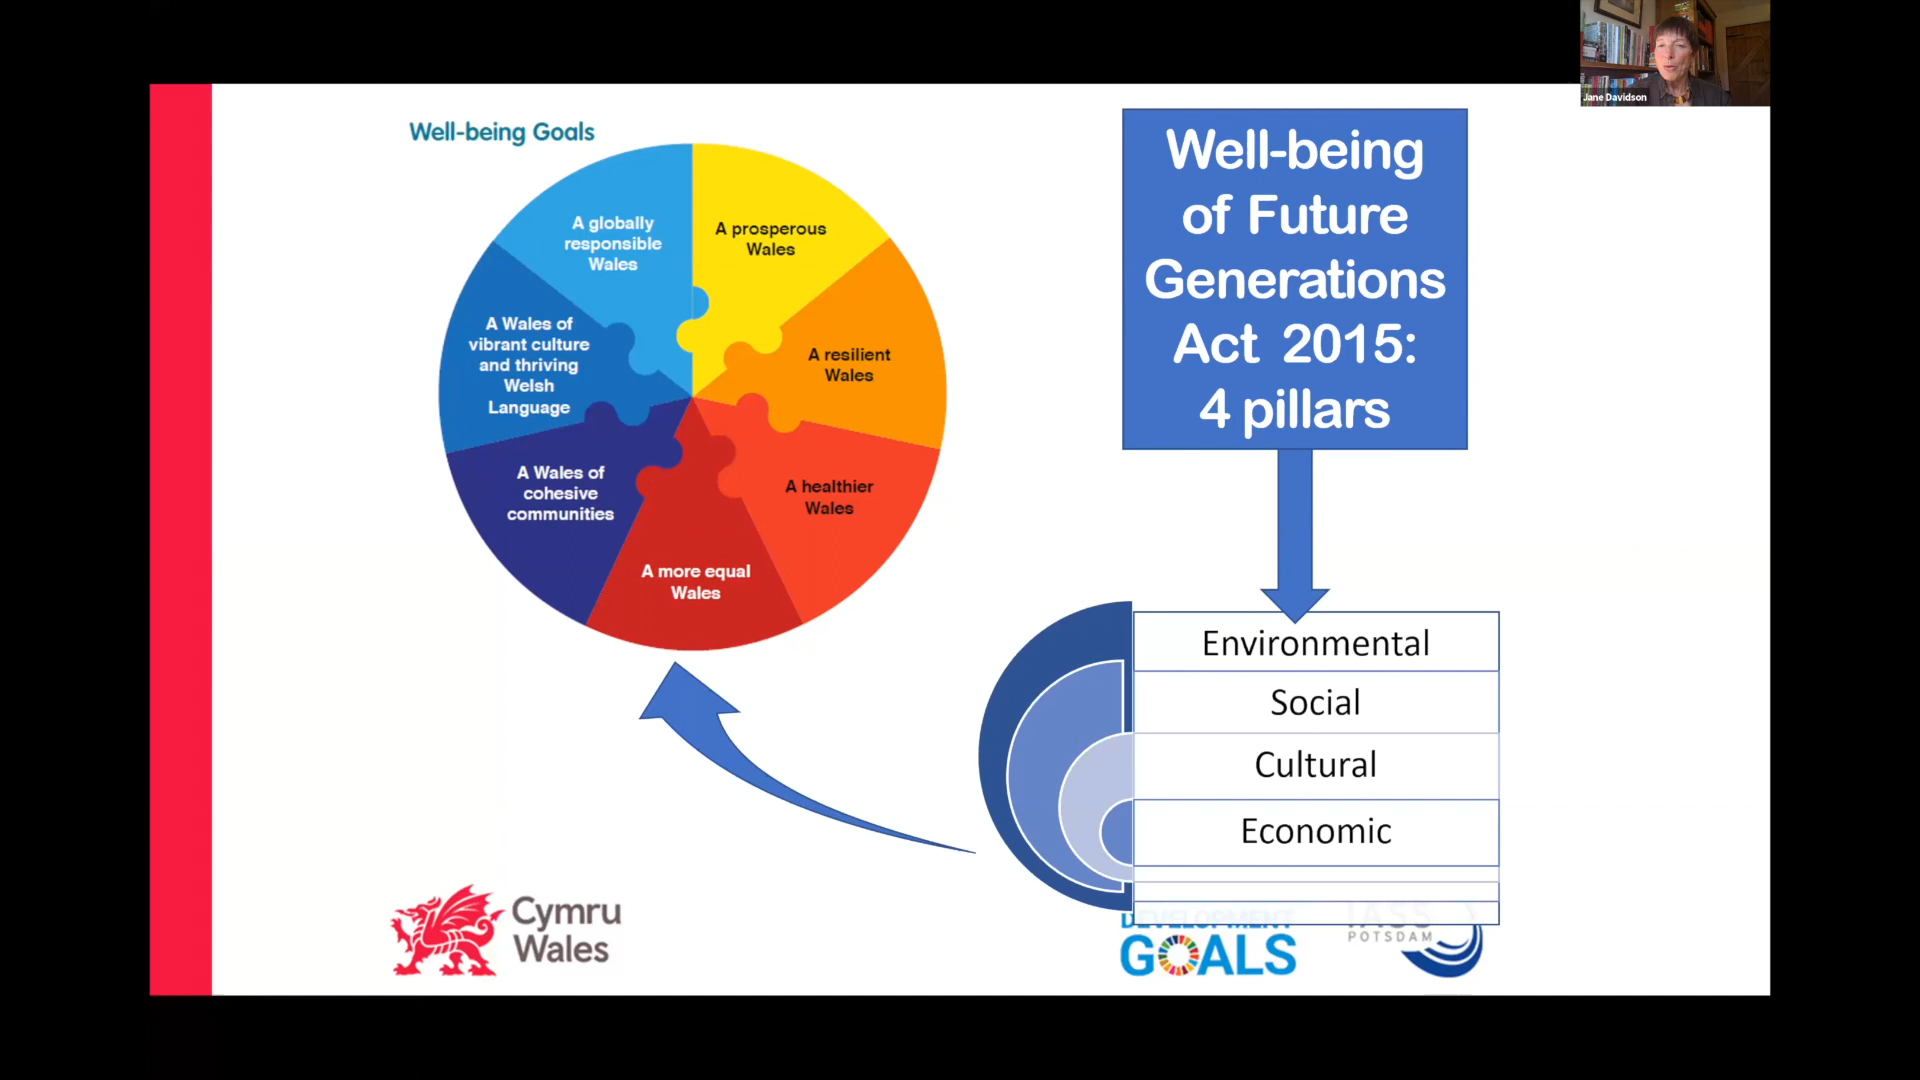 Jane Davidson
Well-being Goals
A globally
responsible
Wales
A prosperous
Wales
A resilient
Wales
A healthier
Wales
A more equal
Wales
A Wales of
cohesive
communities
A Wales of
vibrant culture
and thriving
Welsh
Language
Well-being
of Future
Generations
Act 2015:
4 pillars
Environmental
Social
Cultural
Economic
Cymru
Wales
DEVELOPMENT
GOALS
IASS
POTSDAM